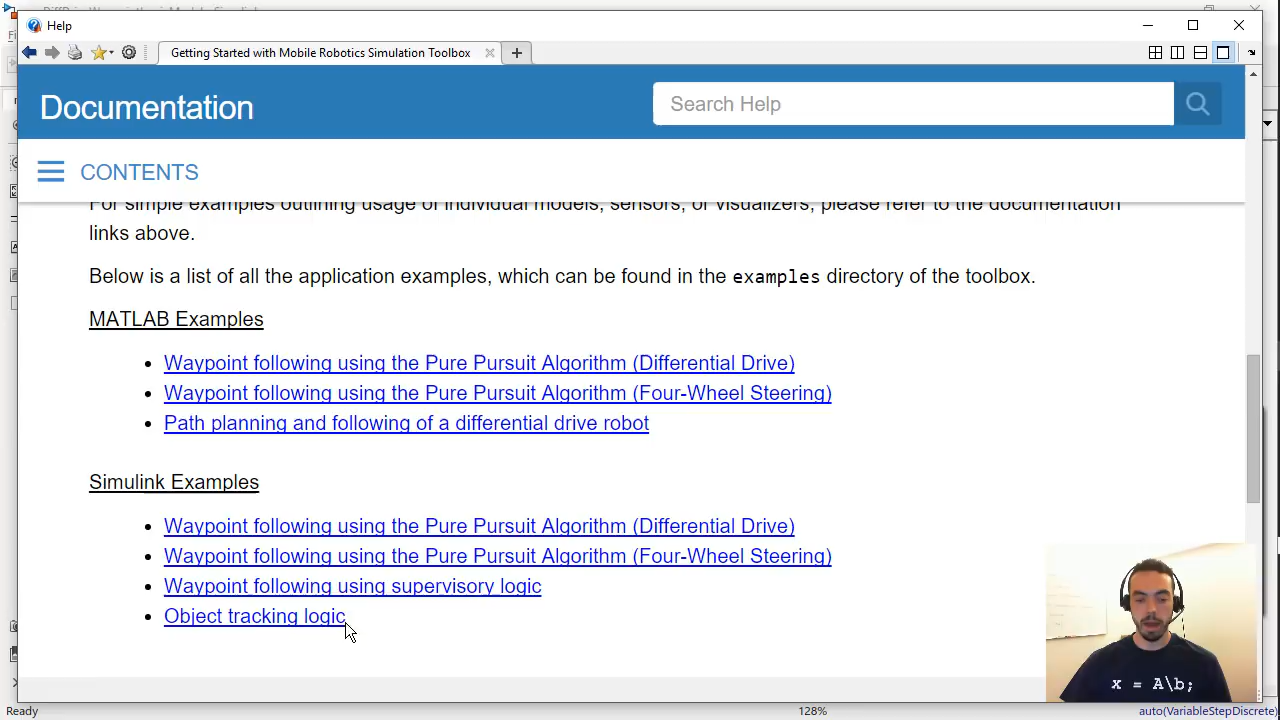 Help
Getting Started with Mobile Robotics Simulation Toolbox
Documentation
Search Help
CONTENTS
For simple examples outlining usage of individual models, sensors, or visualizers, please refer to the documentation
links above.
Below is a list of all the application examples, which can be found in the examples directory of the toolbox.
MATLAB Examples
Waypoint following using the Pure Pursuit Algorithm (Differential Drive)
Waypoint following using the Pure Pursuit Algorithm (Four-Wheel Steering)
Path planning and following of a differential drive robot
Simulink Examples
Waypoint following using the Pure Pursuit Algorithm (Differential Drive)
Waypoint following using the Pure Pursuit Algorithm (Four-Wheel Steering)
Waypoint following using supervisory logic
Object tracking logic
x = A\b;
Ready
128%
auto(VariableStepDiscrete)